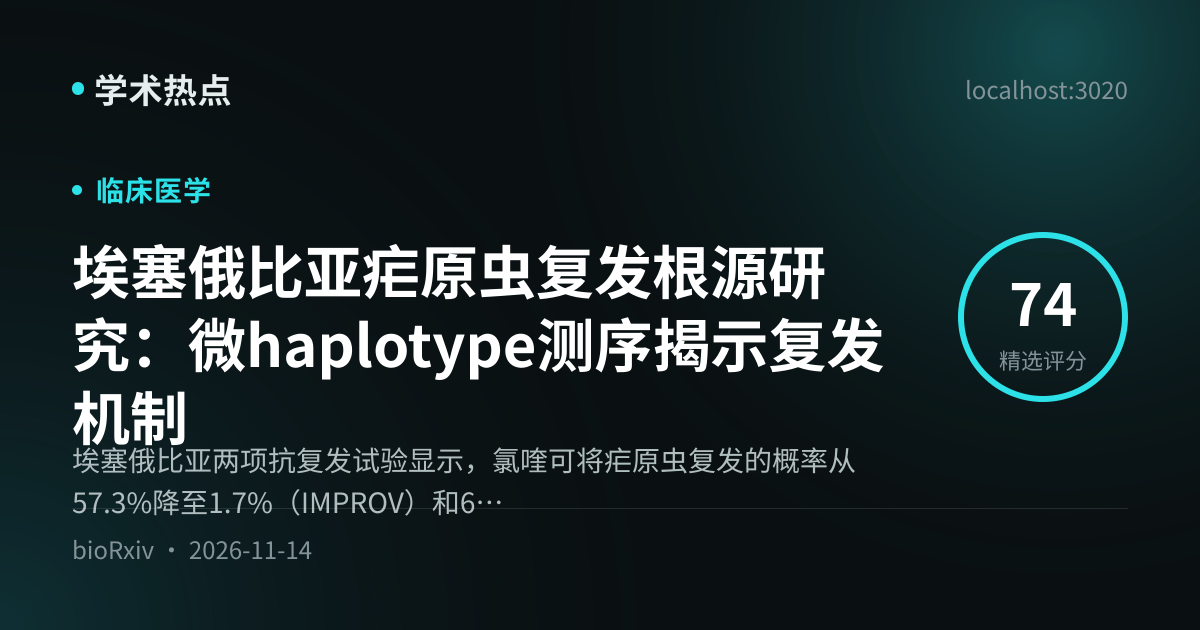 学术热点
localhost:3020
临床医学
埃塞俄比亚疟原虫复发根源研
究：微haplotype测序揭示复发
机制
74
精选评分
埃塞俄比亚两项抗复发试验显示，氯喹可将疟原虫复发的概率从
57.3%降至1.7%（IMPROV）和6…
bioRxiv • 2026-11-14